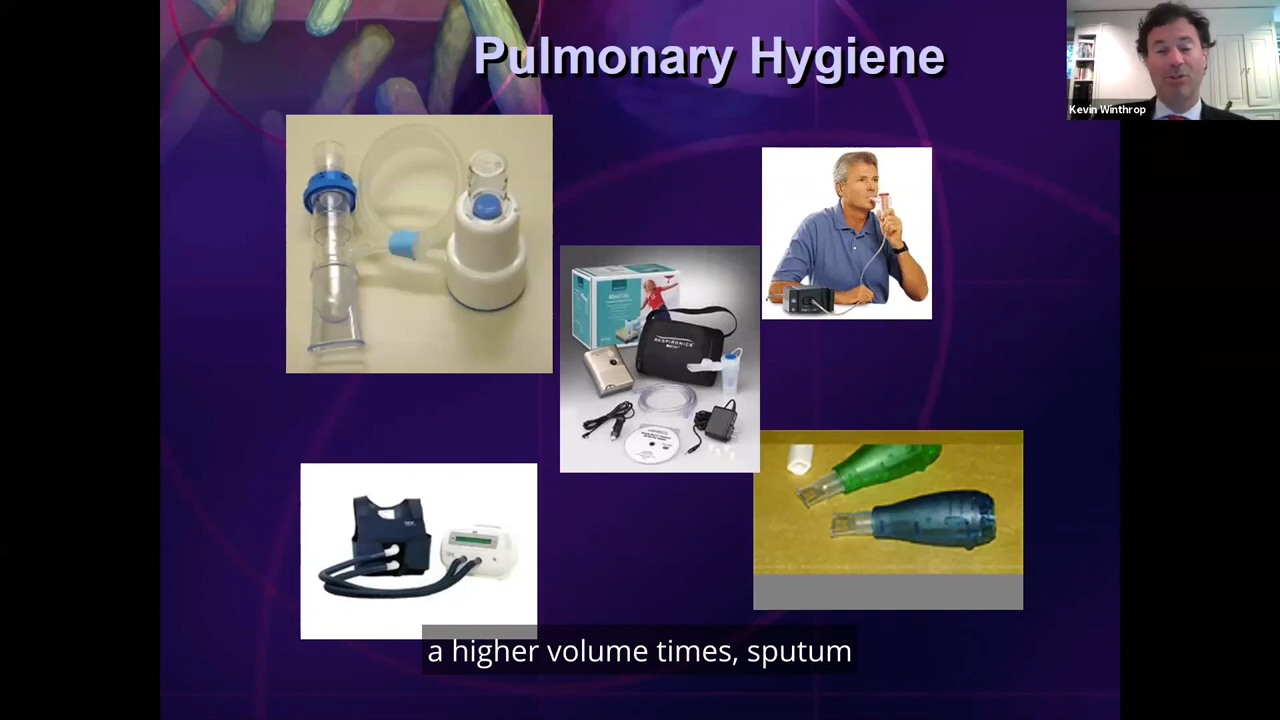 Pulmonary Hygiene
Kevin Winthrop
RESPIRONICS
a higher volume times, sputum